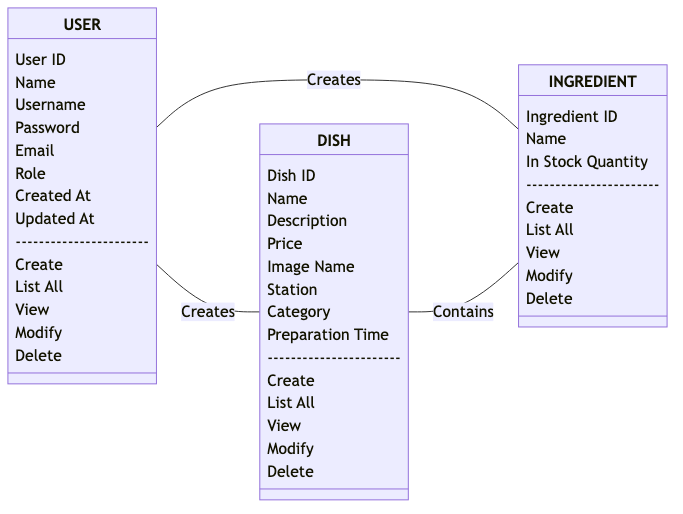 USER
User ID
Name
Username
Password
Email
Role
Created At
Updated At
-----------------------
Create
List All
View
Modify
Delete
Creates
Creates
DISH
Dish ID
Name
Description
Price
Image Name
Station
Category
Preparation Time
-----------------------
Create
List All
View
Modify
Delete
Contains
INGREDIENT
Ingredient ID
Name
In Stock Quantity
-----------------------
Create
List All
View
Modify
Delete